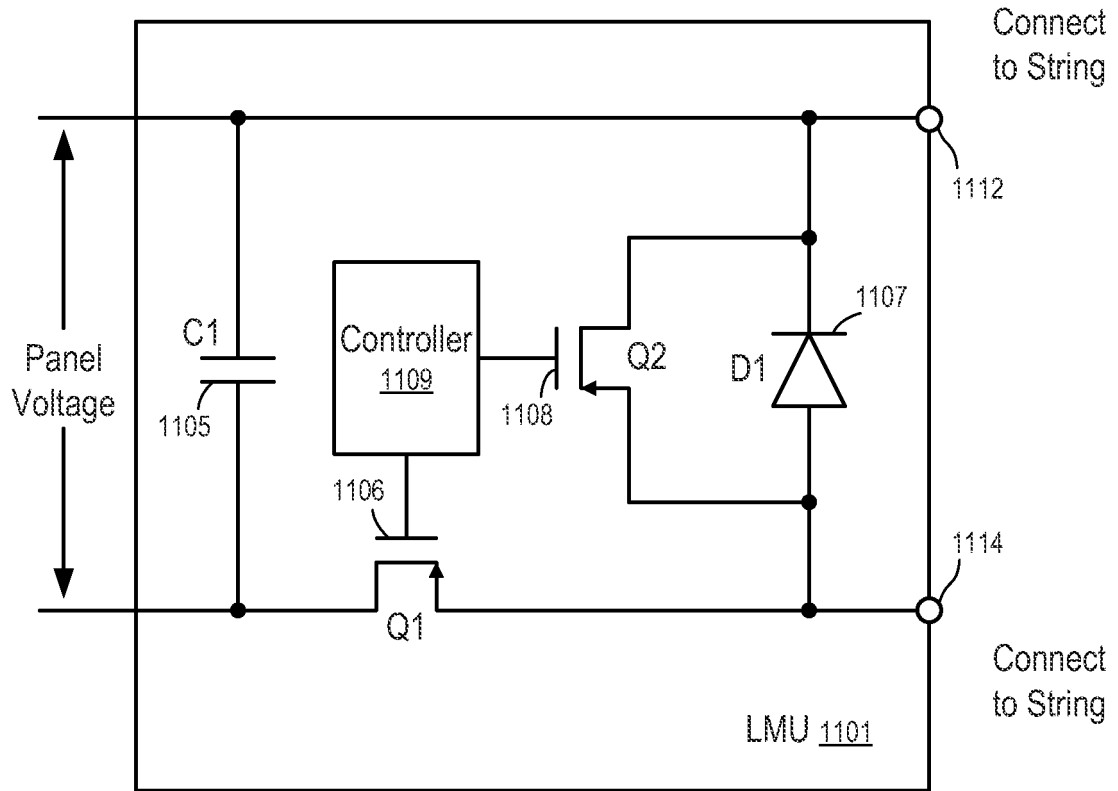 Connect
to String
1112
1107
C1
Controller
1109
Panel
Voltage
Q2
D1
1105
1108
1106
1114
Q1
Connect
to String
LMU 1101